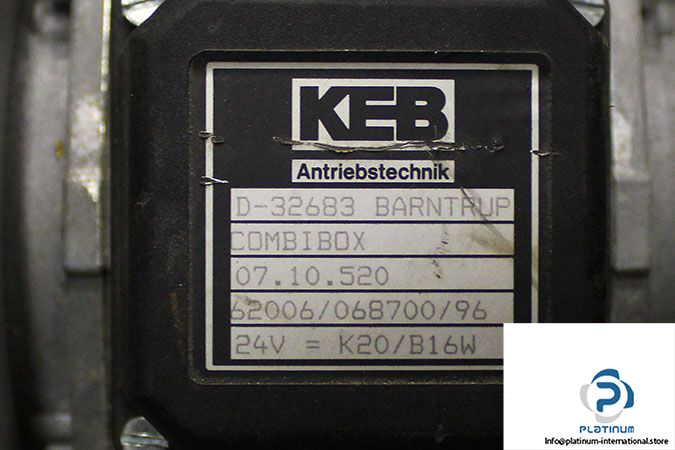 KEB
Antriebstechnik
D-32683 BARNTRUP
COMBIBOX
07.10.520
62006/068700/96
24V = K20/B16W
PLATINUM
Info@platinum-international.store